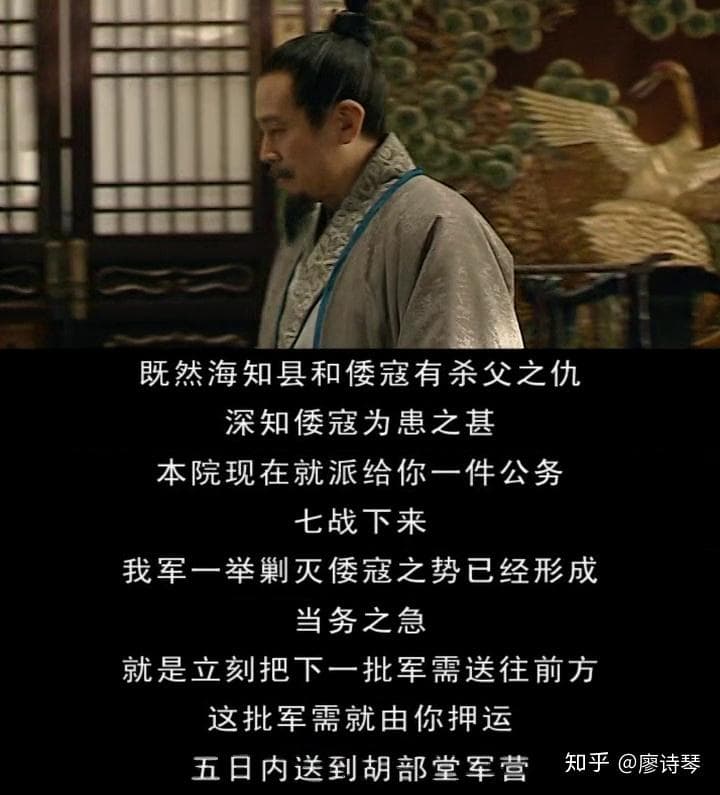 既然海知县和倭寇有杀父之仇
深知倭寇为患之甚
本院现在就派给你一件公务
七战下来
我军一举剿灭倭寇之势已经形成
当务之急
就是立刻把下一批军需送往前方
这批军需就由你押运
五日内送到胡部堂军营
知乎 @廖诗琴